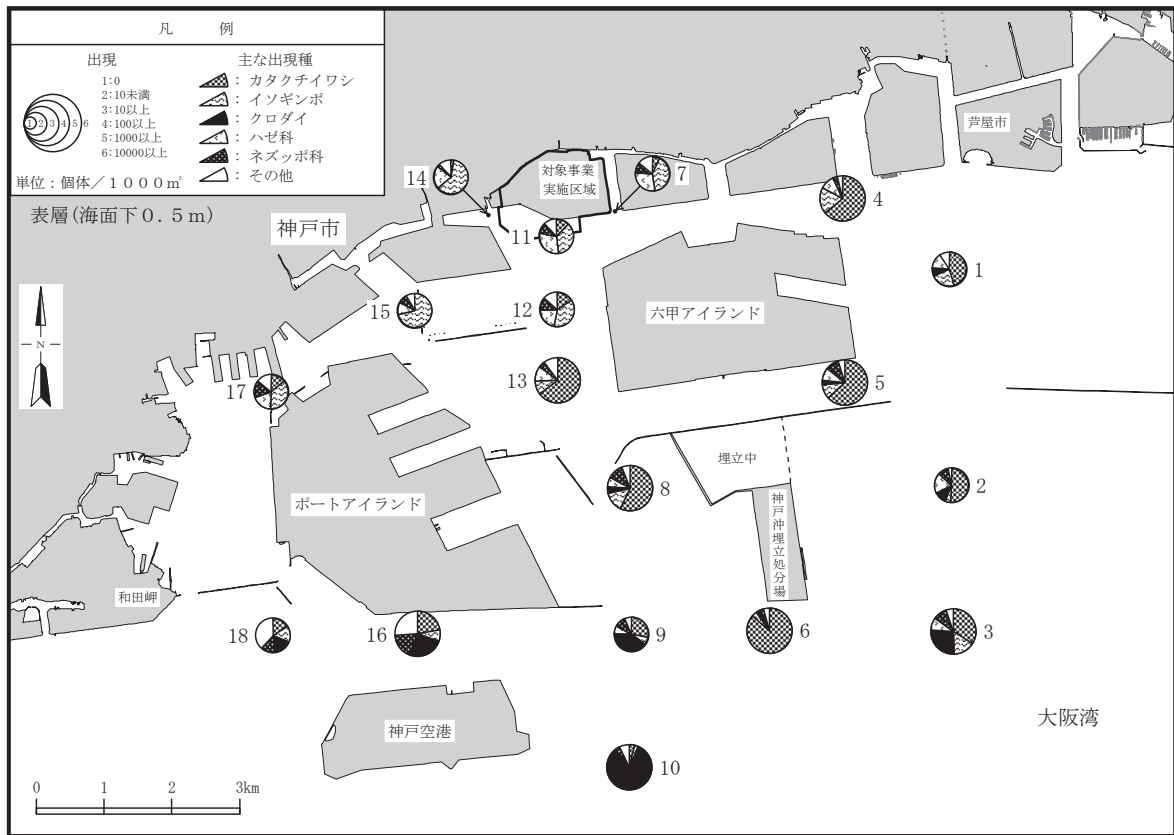 凡 例
出現
1:0
2:10未満
3:10以上
4:100以上
5:1000以上
6:10000以上
1 2 3 4 5 6
単位：個体／１０００㎥
主な出現種
：カタクチイワシ
：イソギンポ
：クロダイ
：ハゼ科
：ネズッポ科
：その他
表層(海面下０.５ｍ)
神戸市
芦屋市
対象事業
実施区域
14
7
4
11
1
六甲アイランド
15
12
N
13
5
17
埋立中
8
2
ポートアイランド
神戸沖埋立処分場
和田岬
18
16
9
6
3
神戸空港
大阪湾
10
0 1 2 3km